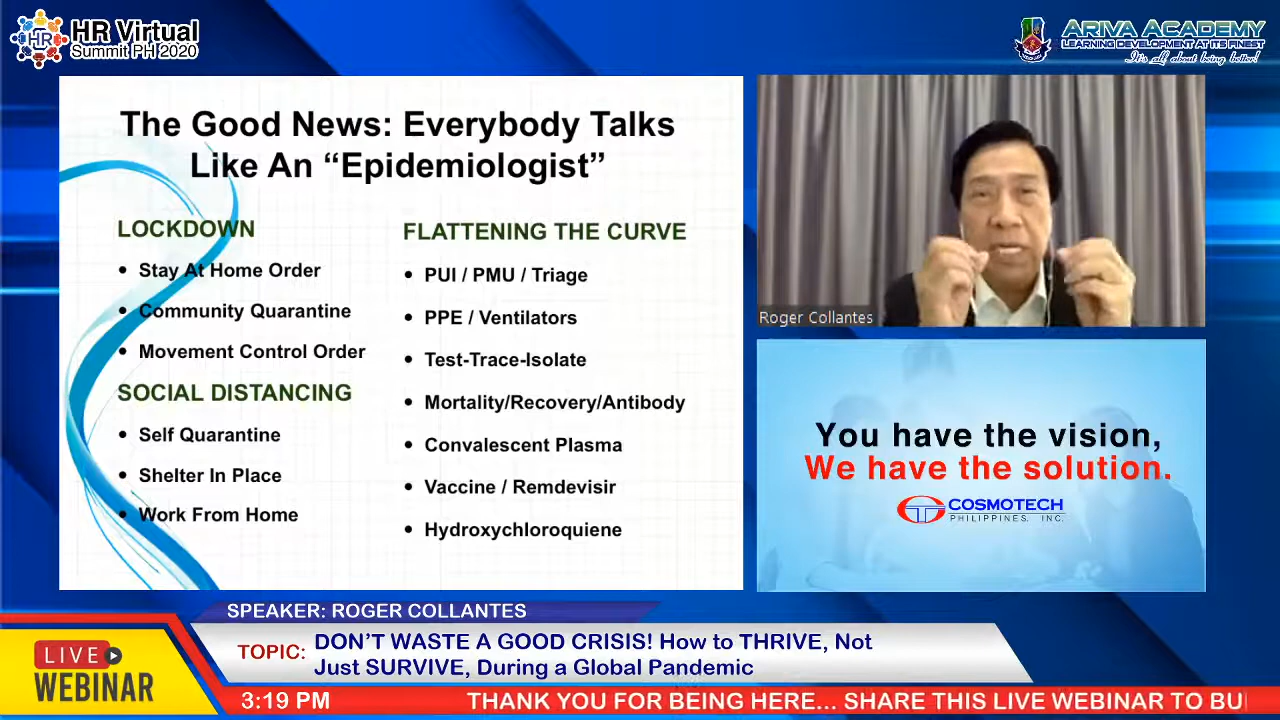 HR
HR Virtual
Summit PH 2020
ARIVA ACADEMY
LEARNING DEVELOPMENT AT ITS FINEST
It's all about being better!
The Good News: Everybody Talks
Like An “Epidemiologist”
LOCKDOWN
• Stay At Home Order
• Community Quarantine
• Movement Control Order
SOCIAL DISTANCING
• Self Quarantine
• Shelter In Place
• Work From Home
FLATTENING THE CURVE
• PUI / PMU / Triage
• PPE / Ventilators
• Test-Trace-Isolate
• Mortality/Recovery/Antibody
• Convalescent Plasma
• Vaccine / Remdevisir
• Hydroxychloroquiene
Roger Collantes
You have the vision,
We have the solution.
COSMOTECH
PHILIPPINES, INC.
SPEAKER: ROGER COLLANTES
TOPIC: DON’T WASTE A GOOD CRISIS! How to THRIVE, Not
Just SURVIVE, During a Global Pandemic
LIVE
WEBINAR
3:19 PM
THANK YOU FOR BEING HERE... SHARE THIS LIVE WEBINAR TO BU